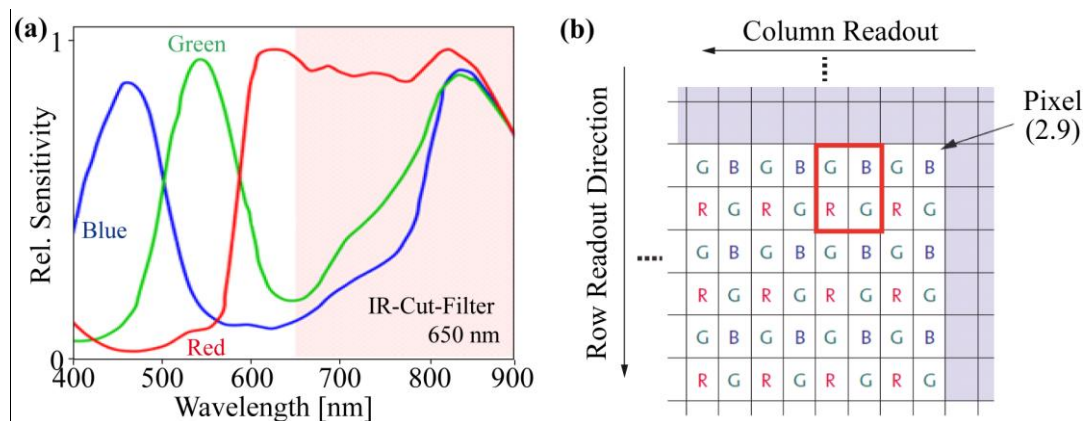 (a)
1
Green
Blue
Red
IR-Cut-Filter
650 nm
Rel. Sensitivity
0
400 500 600 700 800 900
Wavelength [nm]
(b)
Column Readout
Row Readout Direction
Pixel
(2.9)
G B G B G B G B
R G R G R G R G
G B G B G B G B
R G R G R G R G
G B G B G B G B
R G R G R G R G